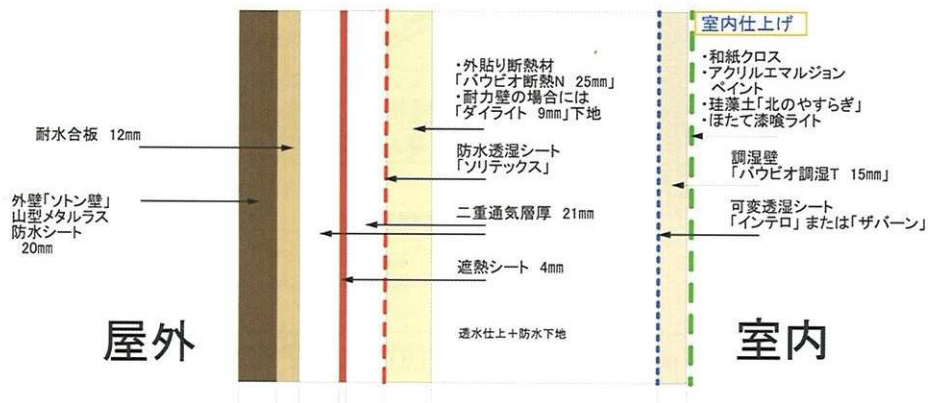 室内仕上げ
・和紙クロス
・アクリルエマルジョン
ペイント
・珪藻土「北のやすらぎ」
・ほたて漆喰ライト
・外貼り断熱材
「バウビオ断熱N 25mm」
・耐力壁の場合には
「ダイライト 9mm」下地
耐水合板 12mm
防水透湿シート
「ソリテックス」
調湿壁
「バウビオ調湿T 15mm」
外壁「ソトン壁」
山型メタルラス
防水シート
20mm
二重通気層厚 21mm
可変透湿シート
「インテロ」または「ザバーン」
遮熱シート 4mm
透水仕上+防水下地
屋外
室内